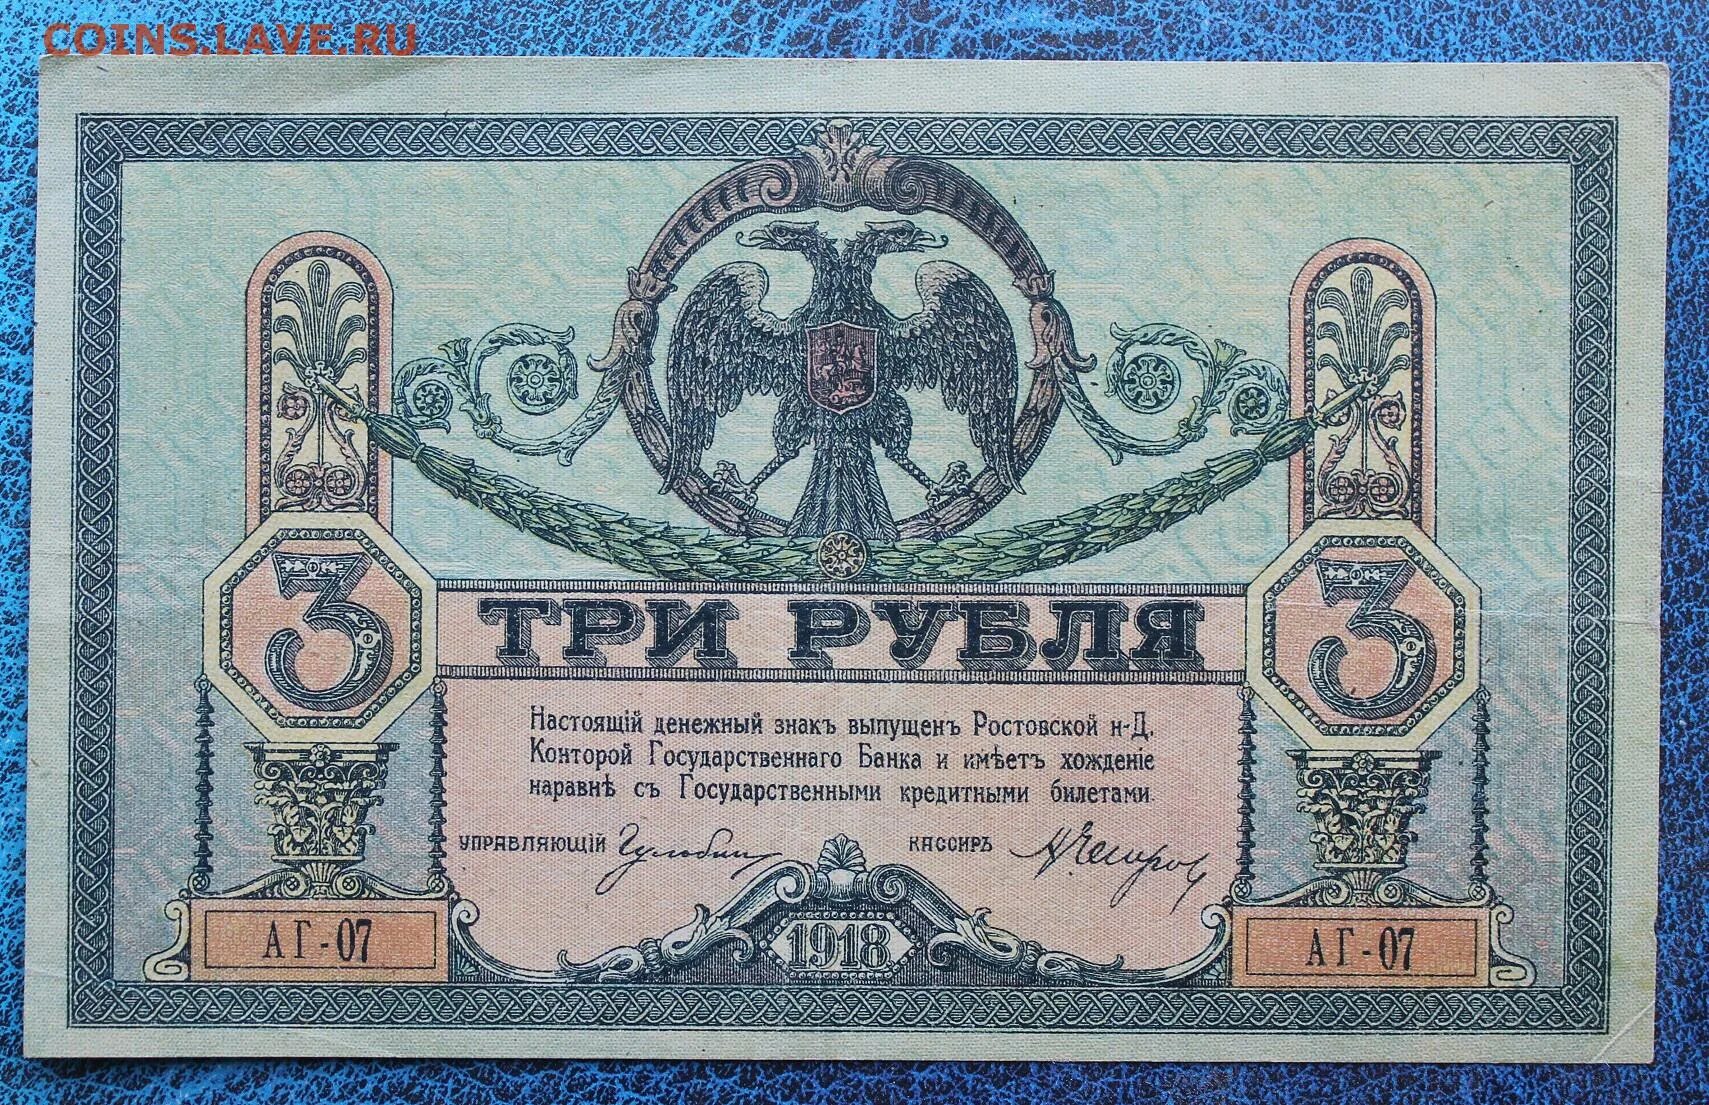 COINS.LAVE.RU
3
ТРИ РУБЛЯ
3
Настоящій денежный знакъ выпущенъ Ростовской н-Д.
Конторой Государственнаго Банка и имѣетъ хожденіе
наравнѣ съ Государственными кредитными билетами.
УПРАВЛЯЮЩІЙ Гулобин КАССИРЪ
АГ-07
1918
АГ-07